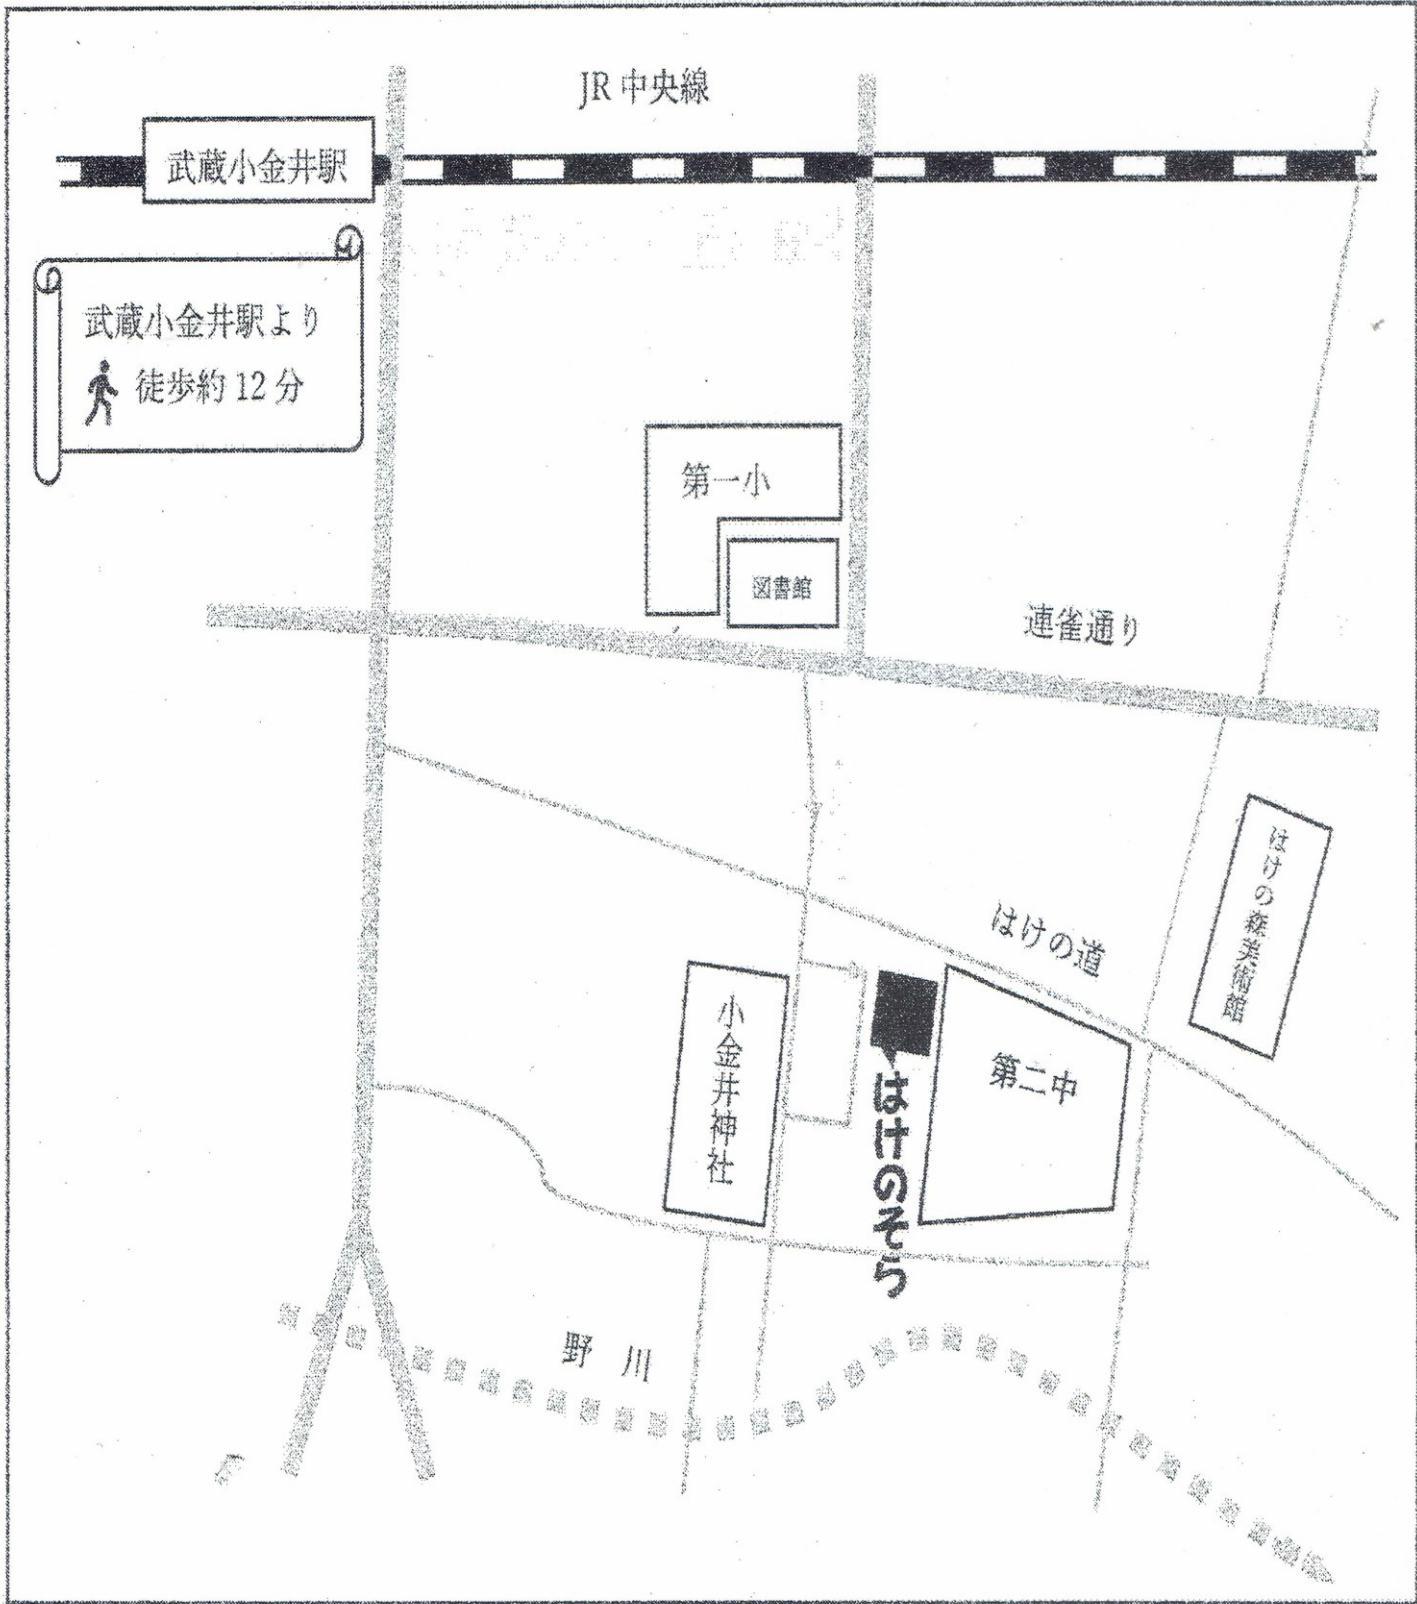 JR 中央線
武蔵小金井駅
武蔵小金井駅より
徒歩約 12 分
第一小
図書館
連雀通り
はけの森美術館
はけの道
小金井神社
第二中
はけのそら
野 川